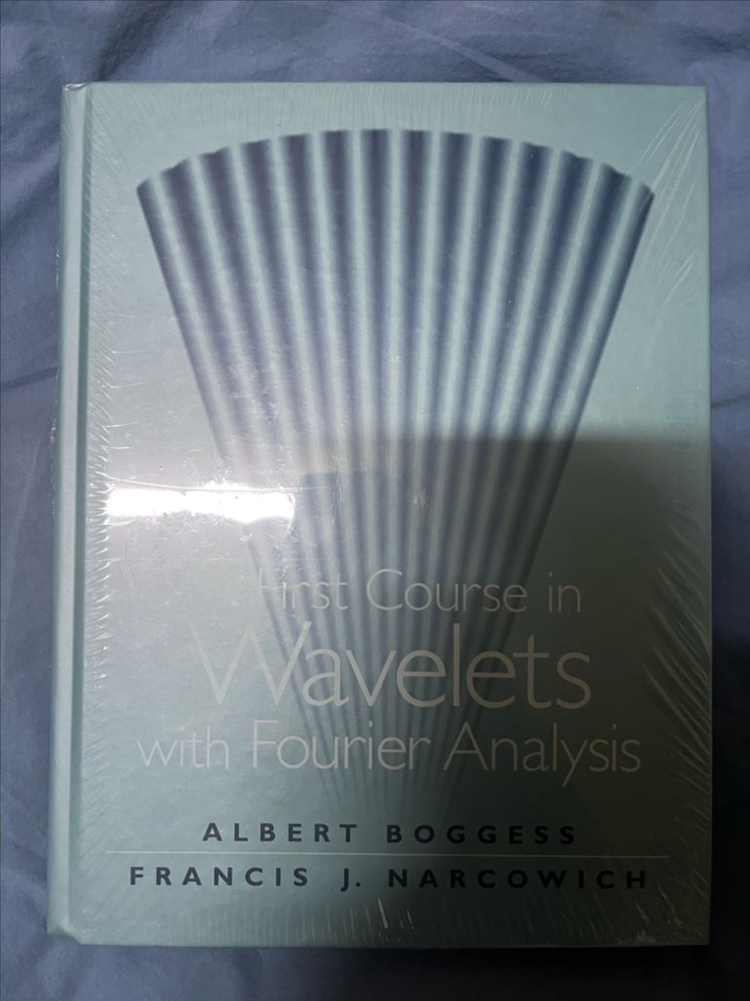 First Course in
Wavelets
with Fourier Analysis
ALBERT BOGGESS
FRANCIS J. NARCOWICH